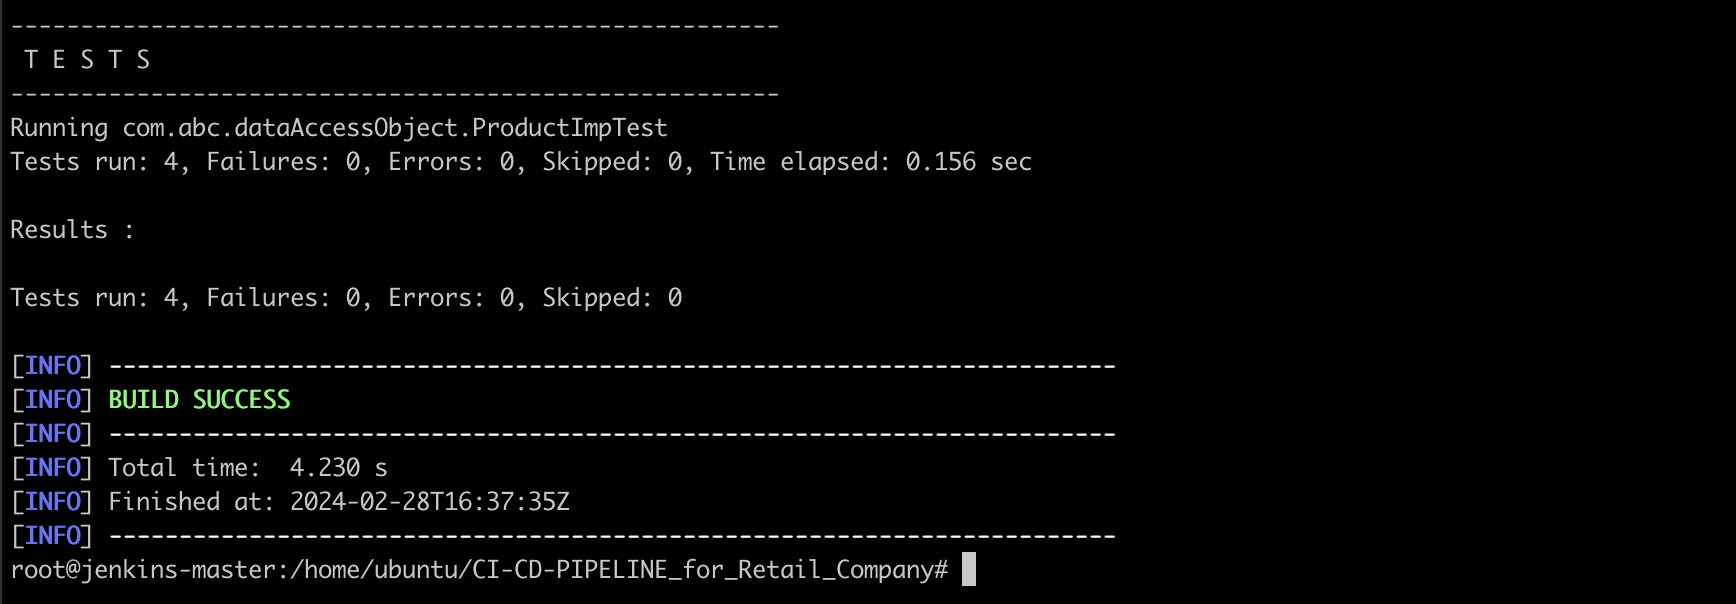 -------------------------------------------------------
 T E S T S
-------------------------------------------------------
Running com.abc.dataAccessObject.ProductImpTest
Tests run: 4, Failures: 0, Errors: 0, Skipped: 0, Time elapsed: 0.156 sec

Results :

Tests run: 4, Failures: 0, Errors: 0, Skipped: 0

[INFO] ------------------------------------------------------------------------
[INFO] BUILD SUCCESS
[INFO] ------------------------------------------------------------------------
[INFO] Total time:  4.230 s
[INFO] Finished at: 2024-02-28T16:37:35Z
[INFO] ------------------------------------------------------------------------
root@jenkins-master:/home/ubuntu/CI-CD-PIPELINE_for_Retail_Company#